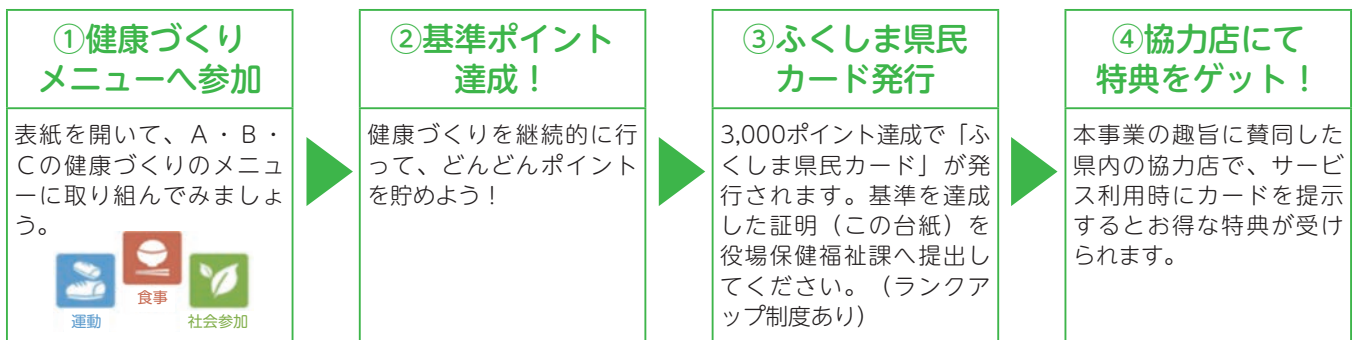 ①健康づくり
メニューへ参加
表紙を開いて、A・B・
Cの健康づくりのメニュ
ーに取り組んでみましょ
う。
運動
食事
社会参加
②基準ポイント
達成！
健康づくりを継続的に行
って、どんどんポイント
を貯めよう！
③ふくしま県民
カード発行
3,000ポイント達成で「ふ
くしま県民カード」が発
行されます。基準を達成
した証明（この台紙）を
役場保健福祉課へ提出し
てください。（ランクア
ップ制度あり）
④協力店にて
特典をゲット！
本事業の趣旨に賛同した
県内の協力店で、サービ
ス利用時にカードを提示
するとお得な特典が受け
られます。